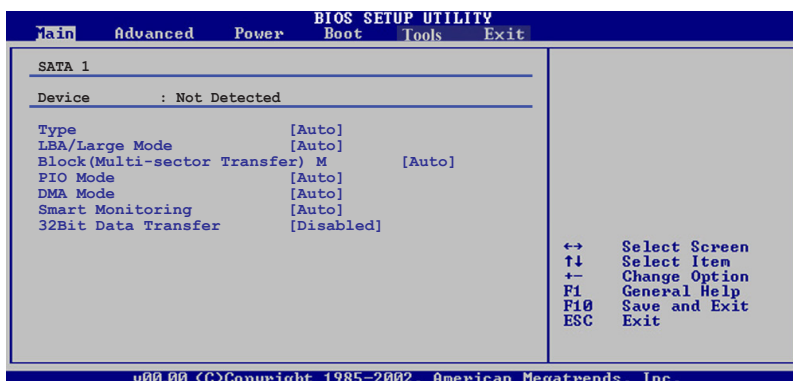 BIOS SETUP UTILITY
Main Advanced Power Boot Tools Exit
SATA 1
Device : Not Detected
Type [Auto]
LBA/Large Mode [Auto]
Block(Multi-sector Transfer) M [Auto]
PIO Mode [Auto]
DMA Mode [Auto]
Smart Monitoring [Auto]
32Bit Data Transfer [Disabled]
←→ Select Screen
↑↓ Select Item
+- Change Option
F1 General Help
F10 Save and Exit
ESC Exit
v00.00 (C)Copyright 1985-2002, American Megatrends, Inc.